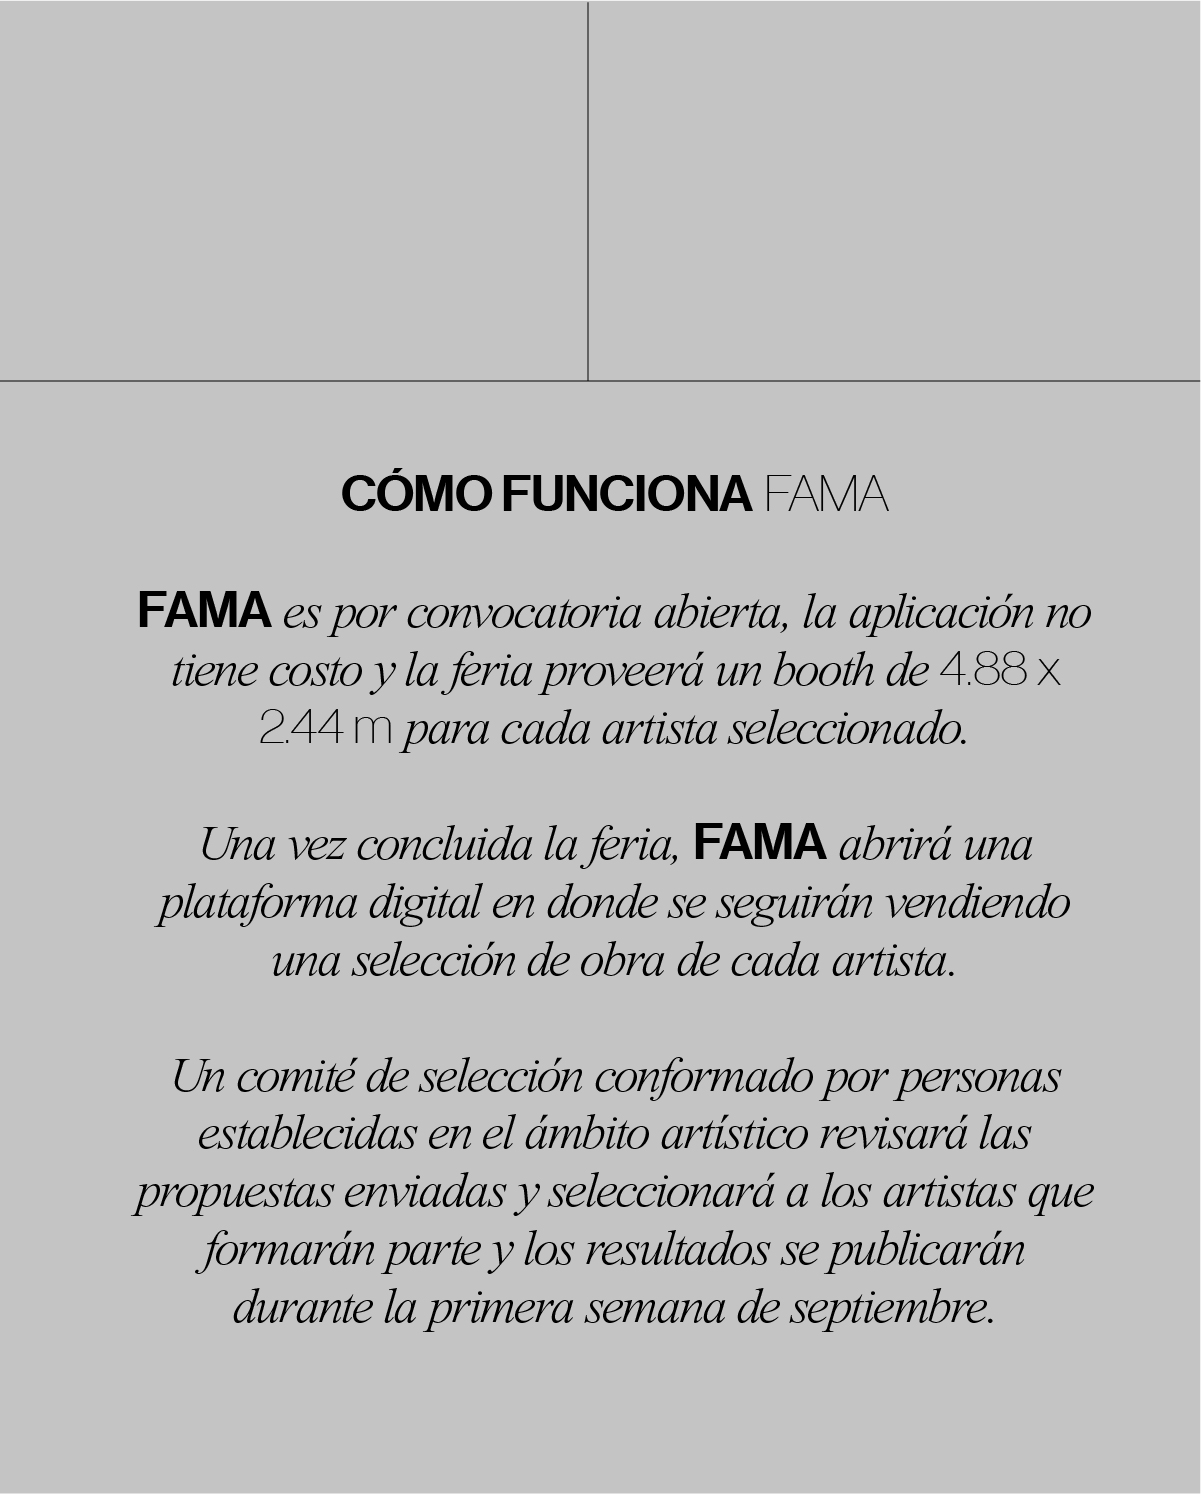 CÓMO FUNCIONA FAMA
FAMA es por convocatoria abierta, la aplicación no
tiene costo y la feria proveerá un booth de 4.88 x
2.44 m para cada artista seleccionado.
Una vez concluida la feria, FAMA abrirá una
plataforma digital en donde se seguirán vendiendo
una selección de obra de cada artista.
Un comité de selección conformado por personas
establecidas en el ámbito artístico revisará las
propuestas enviadas y seleccionará a los artistas que
formarán parte y los resultados se publicarán
durante la primera semana de septiembre.